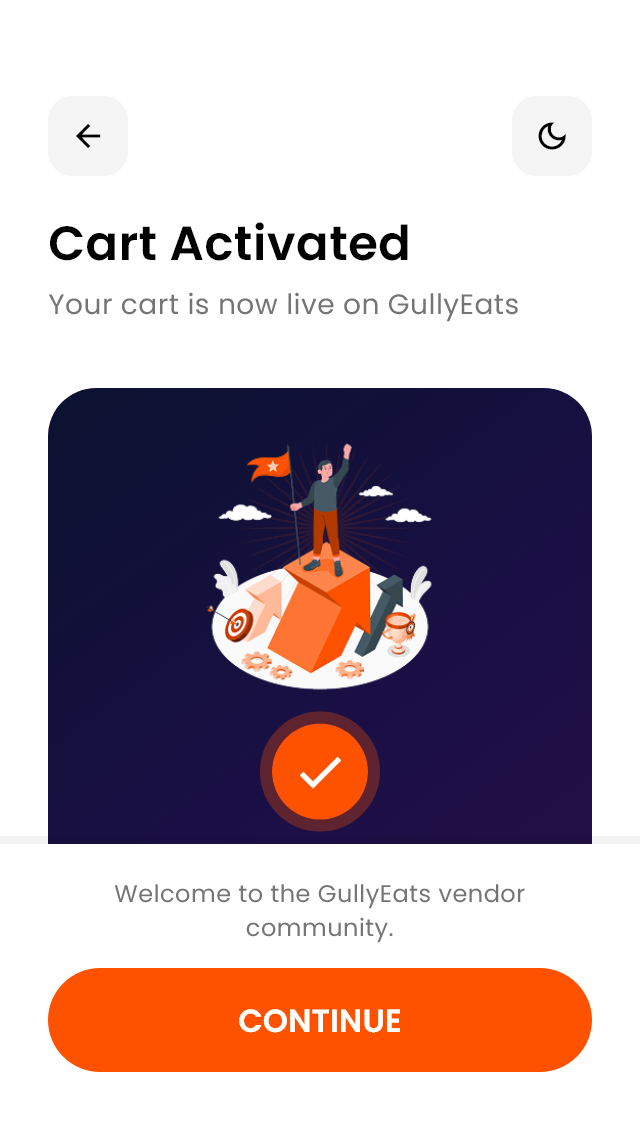 Cart Activated
Your cart is now live on GullyEats
Welcome to the GullyEats vendor
community.
CONTINUE